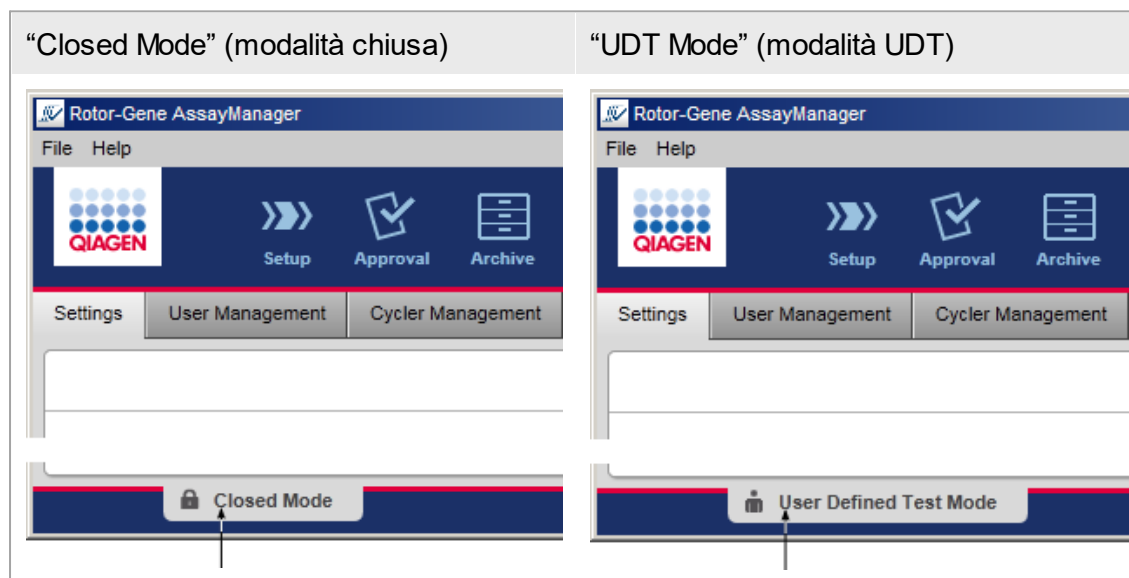 “Closed Mode” (modalità chiusa)
“UDT Mode” (modalità UDT)
Rotor-Gene AssayManager
File Help
QIAGEN
Setup Approval Archive
Settings User Management Cycler Management
Closed Mode
Rotor-Gene AssayManager
File Help
QIAGEN
Setup Approval Archive
Settings User Management Cycler Management
User Defined Test Mode